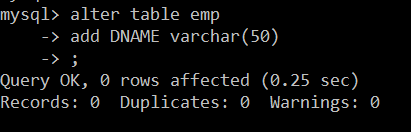 mysql> alter table emp
    -> add DNAME varchar(50)
    -> ;
Query OK, 0 rows affected (0.25 sec)
Records: 0  Duplicates: 0  Warnings: 0